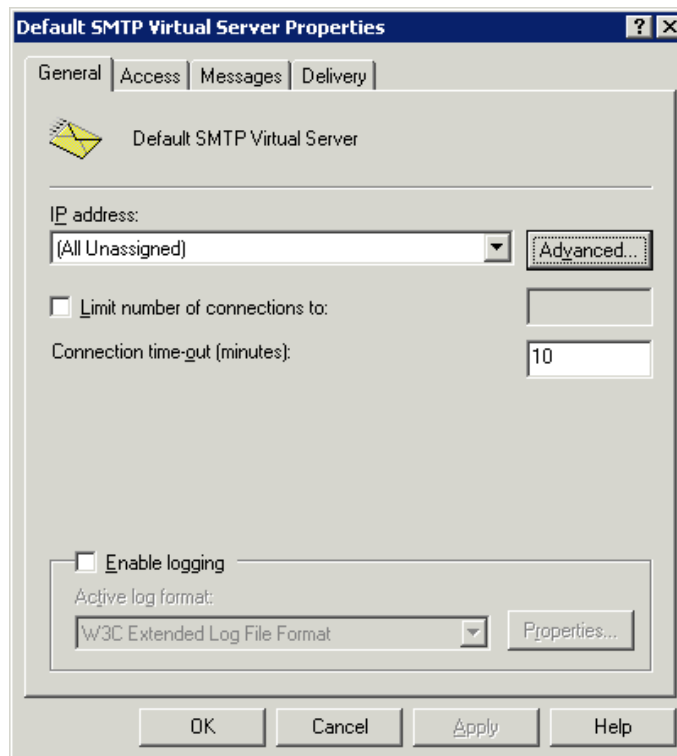 Default SMTP Virtual Server Properties
General Access Messages Delivery
Default SMTP Virtual Server
IP address:
(All Unassigned) Advanced...
Limit number of connections to:
Connection time-out (minutes): 10
Enable logging
Active log format:
W3C Extended Log File Format Properties...
OK Cancel Apply Help